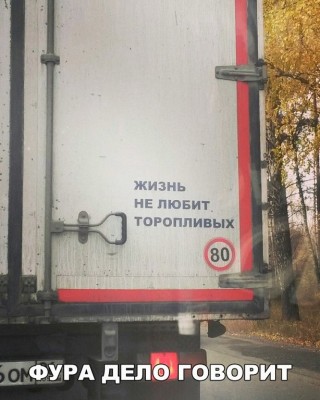 ЖИЗНЬ
НЕ ЛЮБИТ
ТОРОПЛИВЫХ
80
ФУРА ДЕЛО ГОВОРИТ